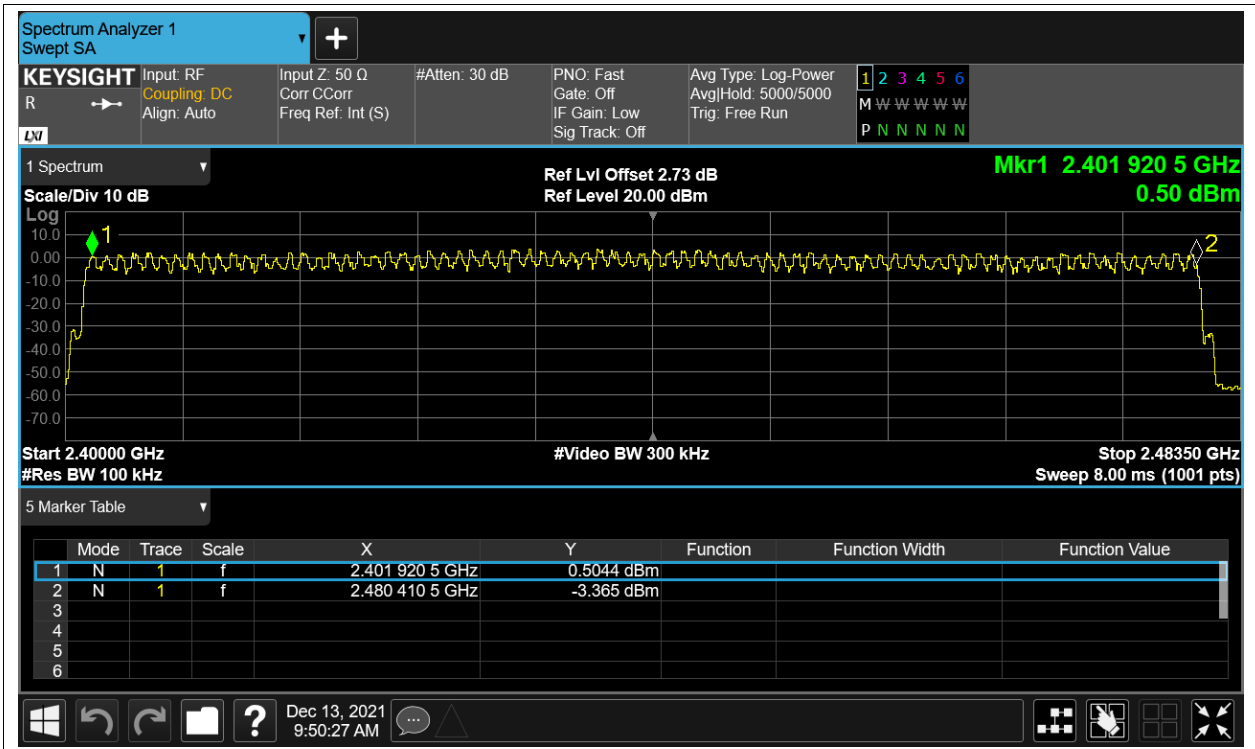 Spectrum Analyzer 1
Swept SA
KEYSIGHT
R
LXI
Input: RF
Coupling: DC
Align: Auto
Input Z: 50 Ω
Corr CCorr
Freq Ref: Int (S)
#Atten: 30 dB
PNO: Fast
Gate: Off
IF Gain: Low
Sig Track: Off
Avg Type: Log-Power
Avg|Hold: 5000/5000
Trig: Free Run
1 2 3 4 5 6
M W W W W W
P N N N N N
1 Spectrum
Scale/Div 10 dB
Ref Lvl Offset 2.73 dB
Ref Level 20.00 dBm
Mkr1 2.401 920 5 GHz
0.50 dBm
Log
10.0
0.00
-10.0
-20.0
-30.0
-40.0
-50.0
-60.0
-70.0
1
2
Start 2.40000 GHz
#Res BW 100 kHz
#Video BW 300 kHz
Stop 2.48350 GHz
Sweep 8.00 ms (1001 pts)
5 Marker Table
Mode Trace Scale X Y Function Function Width Function Value
1 N 1 f 2.401 920 5 GHz 0.5044 dBm
2 N 1 f 2.480 410 5 GHz -3.365 dBm
3
4
5
6
?
Dec 13, 2021
9:50:27 AM